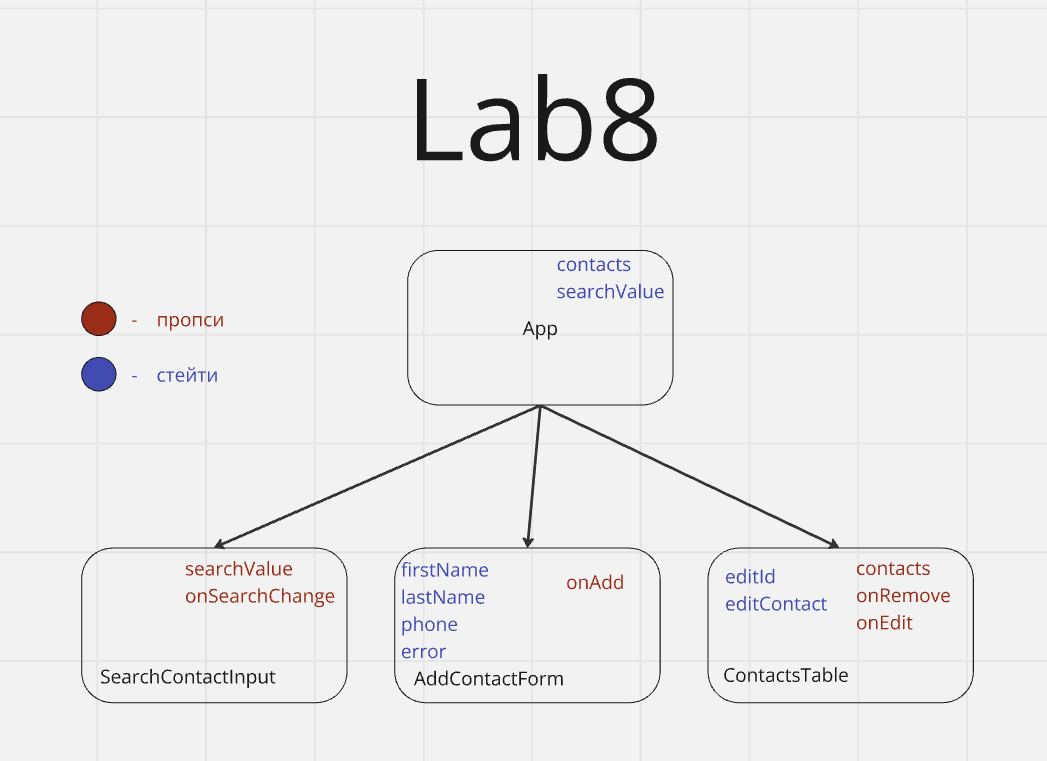 Lab8
contacts
searchValue
App
- пропси
- стейти
searchValue
onSearchChange
SearchContactInput
firstName
lastName
phone
error
onAdd
AddContactForm
editId
editContact
contacts
onRemove
onEdit
ContactsTable